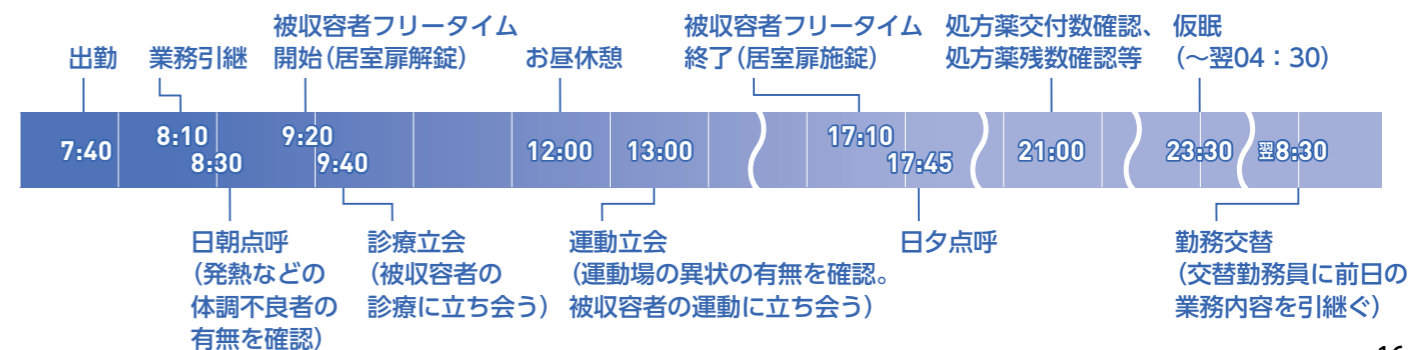 出勤
業務引継
被収容者フリータイム
開始（居室扉解錠）
お昼休憩
被収容者フリータイム
終了（居室扉施錠）
処方薬交付数確認、
処方薬残数確認等
仮眠
（～翌04：30）
7:40
8:10
8:30
9:20
9:40
12:00
13:00
17:10
17:45
21:00
23:30
翌8:30
日朝点呼
（発熱などの
体調不良者の
有無を確認）
診療立会
（被収容者の
診療に立ち会う）
運動立会
（運動場の異状の有無を確認。
被収容者の運動に立ち会う）
日夕点呼
勤務交替
（交替勤務員に前日の
業務内容を引継ぐ）